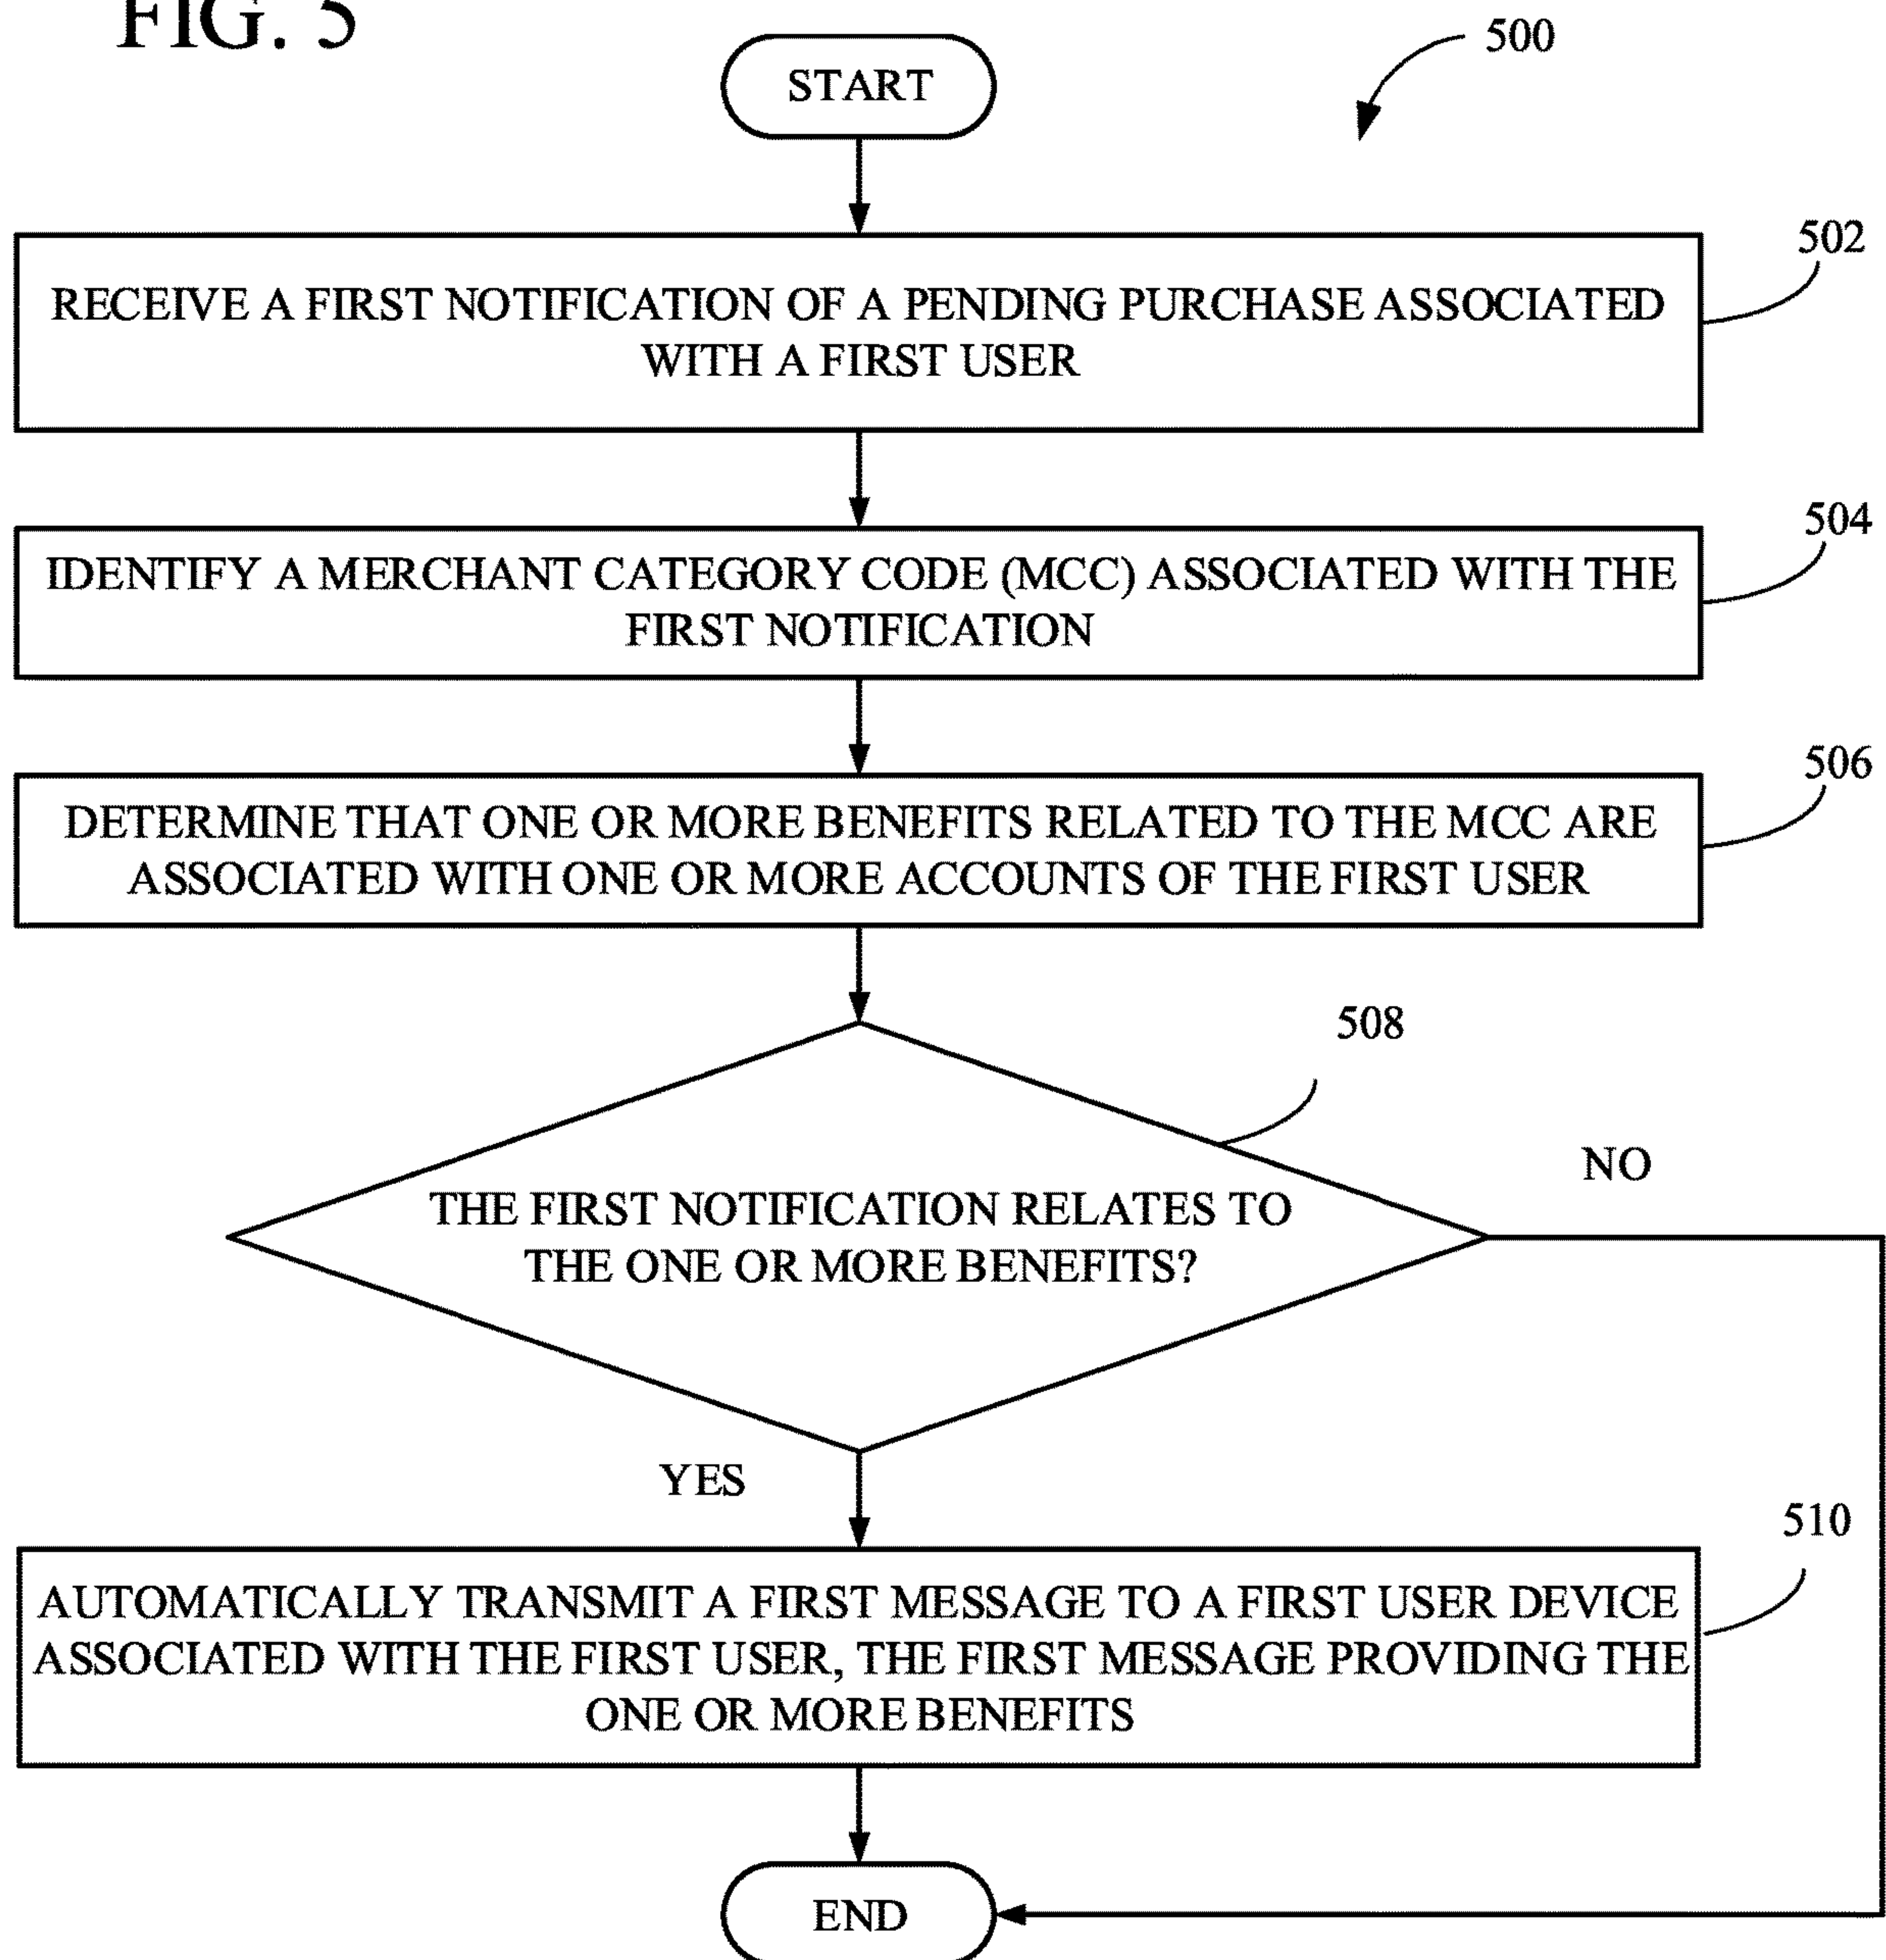 FIG. 5
500
START
502
RECEIVE A FIRST NOTIFICATION OF A PENDING PURCHASE ASSOCIATED
WITH A FIRST USER
504
IDENTIFY A MERCHANT CATEGORY CODE (MCC) ASSOCIATED WITH THE
FIRST NOTIFICATION
506
DETERMINE THAT ONE OR MORE BENEFITS RELATED TO THE MCC ARE
ASSOCIATED WITH ONE OR MORE ACCOUNTS OF THE FIRST USER
508
NO
THE FIRST NOTIFICATION RELATES TO
THE ONE OR MORE BENEFITS?
YES
510
AUTOMATICALLY TRANSMIT A FIRST MESSAGE TO A FIRST USER DEVICE
ASSOCIATED WITH THE FIRST USER, THE FIRST MESSAGE PROVIDING THE
ONE OR MORE BENEFITS
END